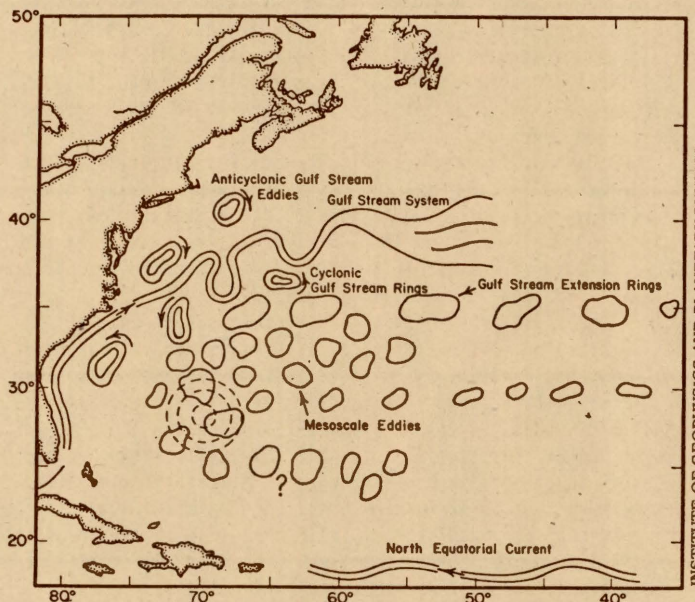 50°
Anticyclonic Gulf Stream
Eddies
Gulf Stream System
40°
Cyclonic
Gulf Stream Rings
Gulf Stream Extension Rings
30°
Mesoscale Eddies
?
20°
North Equatorial Current
80° 70° 60° 50° 40°